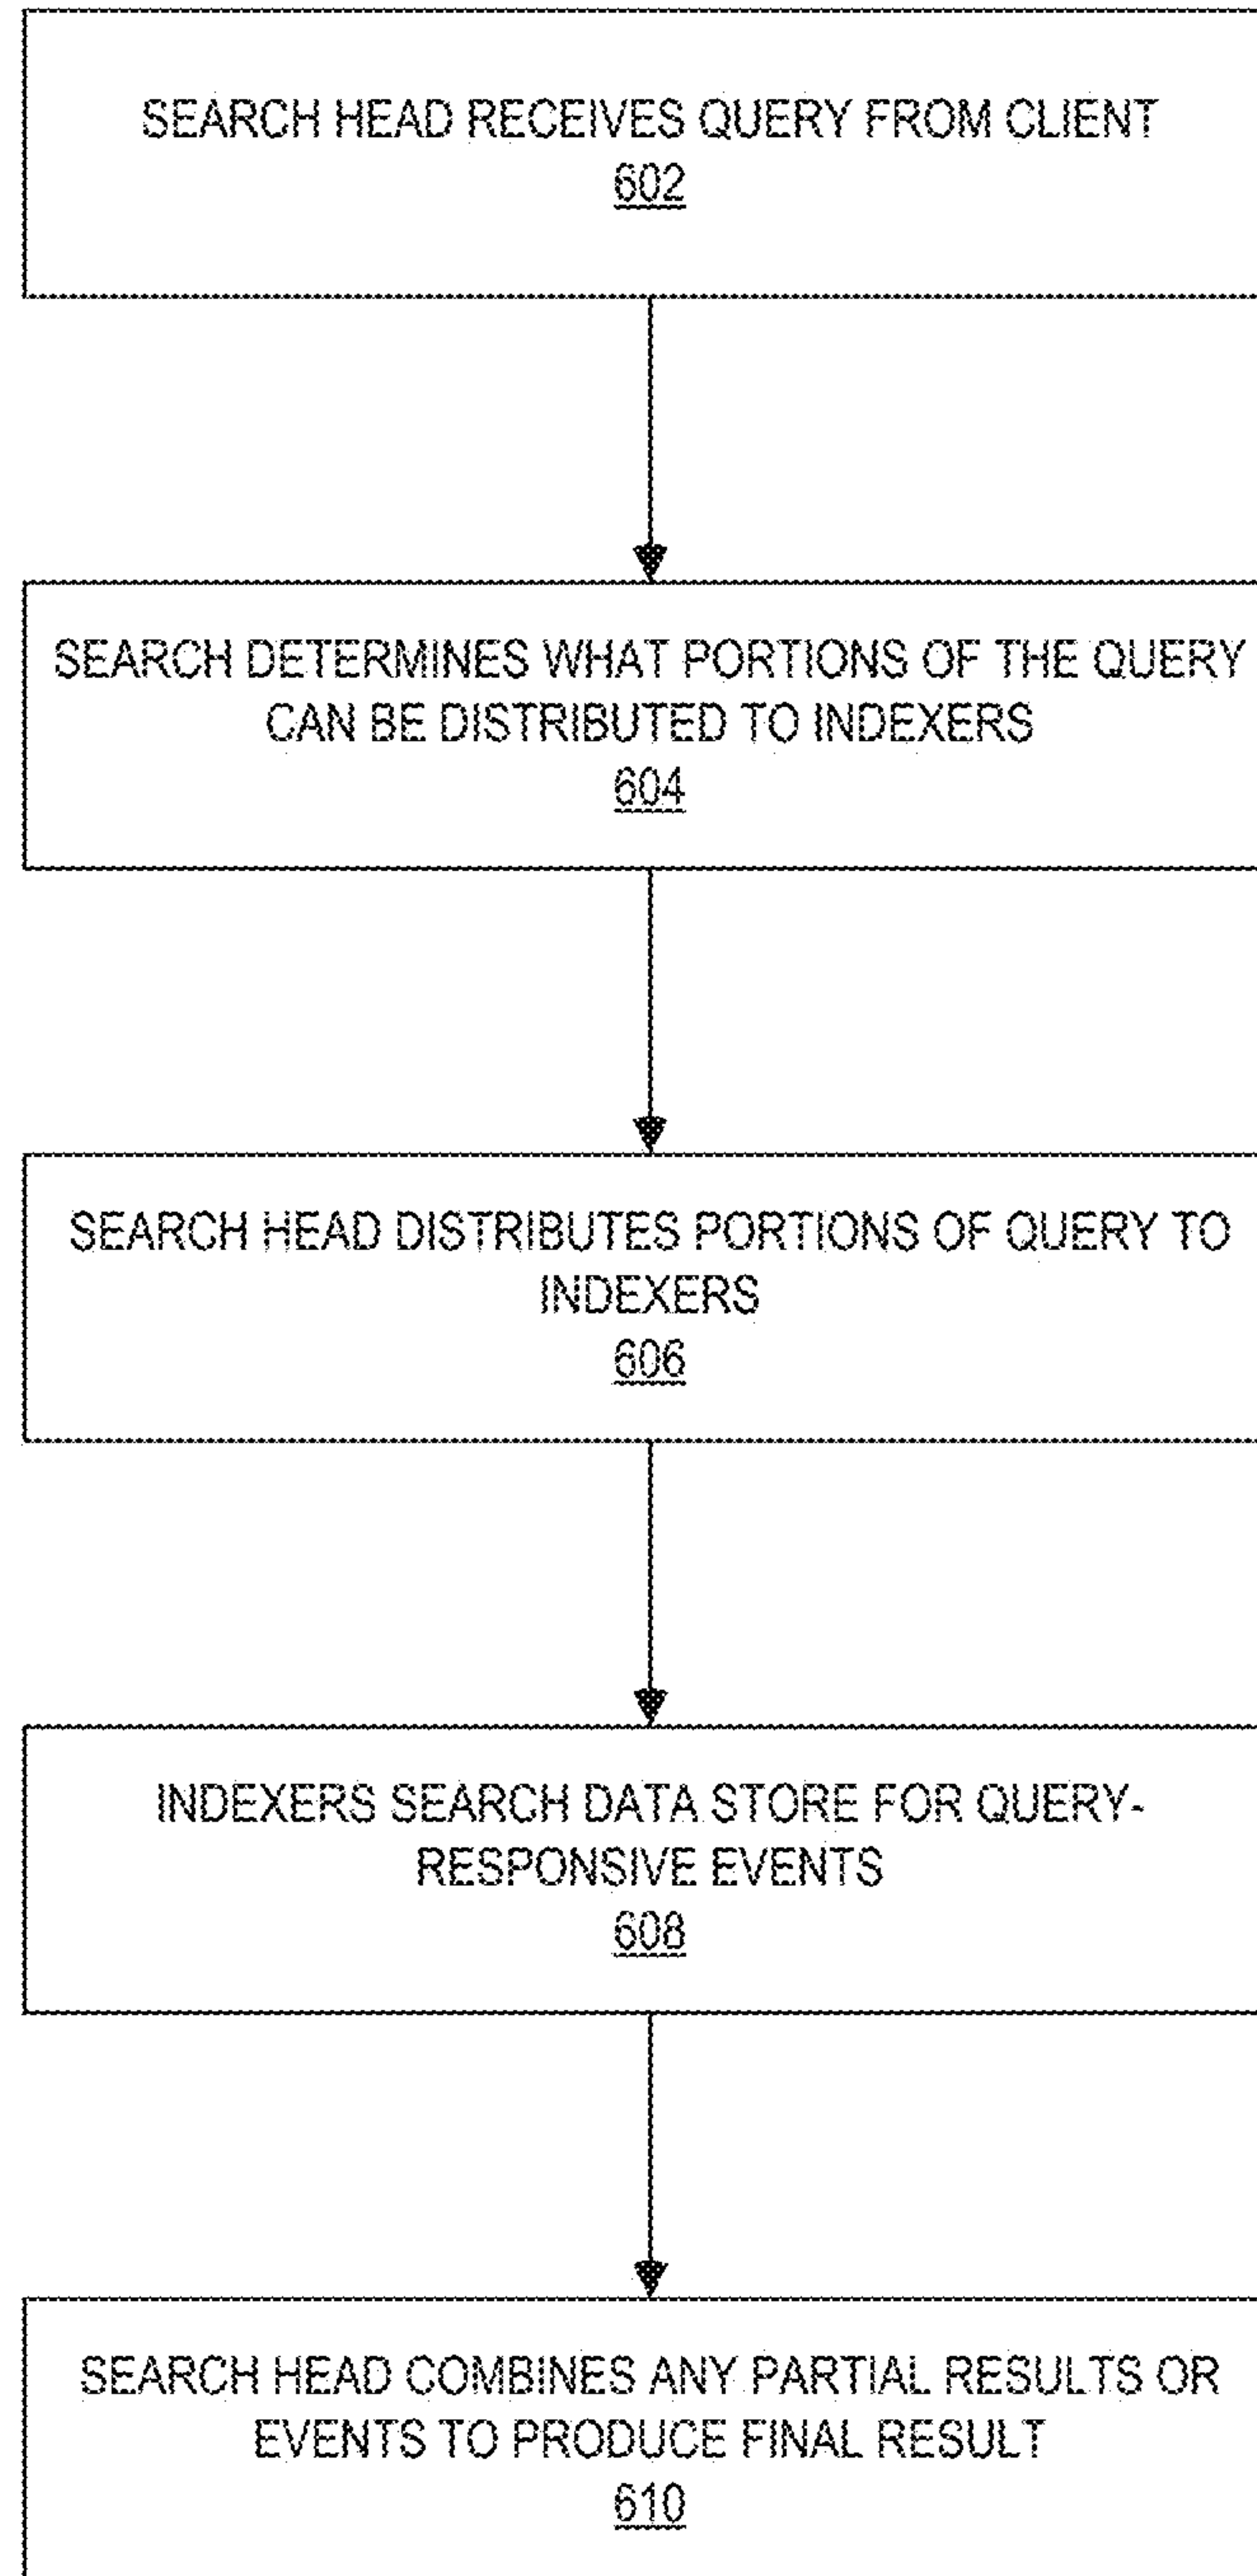 SEARCH HEAD RECEIVES QUERY FROM CLIENT
602
SEARCH DETERMINES WHAT PORTIONS OF THE QUERY
CAN BE DISTRIBUTED TO INDEXERS
604
SEARCH HEAD DISTRIBUTES PORTIONS OF QUERY TO
INDEXERS
606
INDEXERS SEARCH DATA STORE FOR QUERY-
RESPONSIVE EVENTS
608
SEARCH HEAD COMBINES ANY PARTIAL RESULTS OR
EVENTS TO PRODUCE FINAL RESULT
610